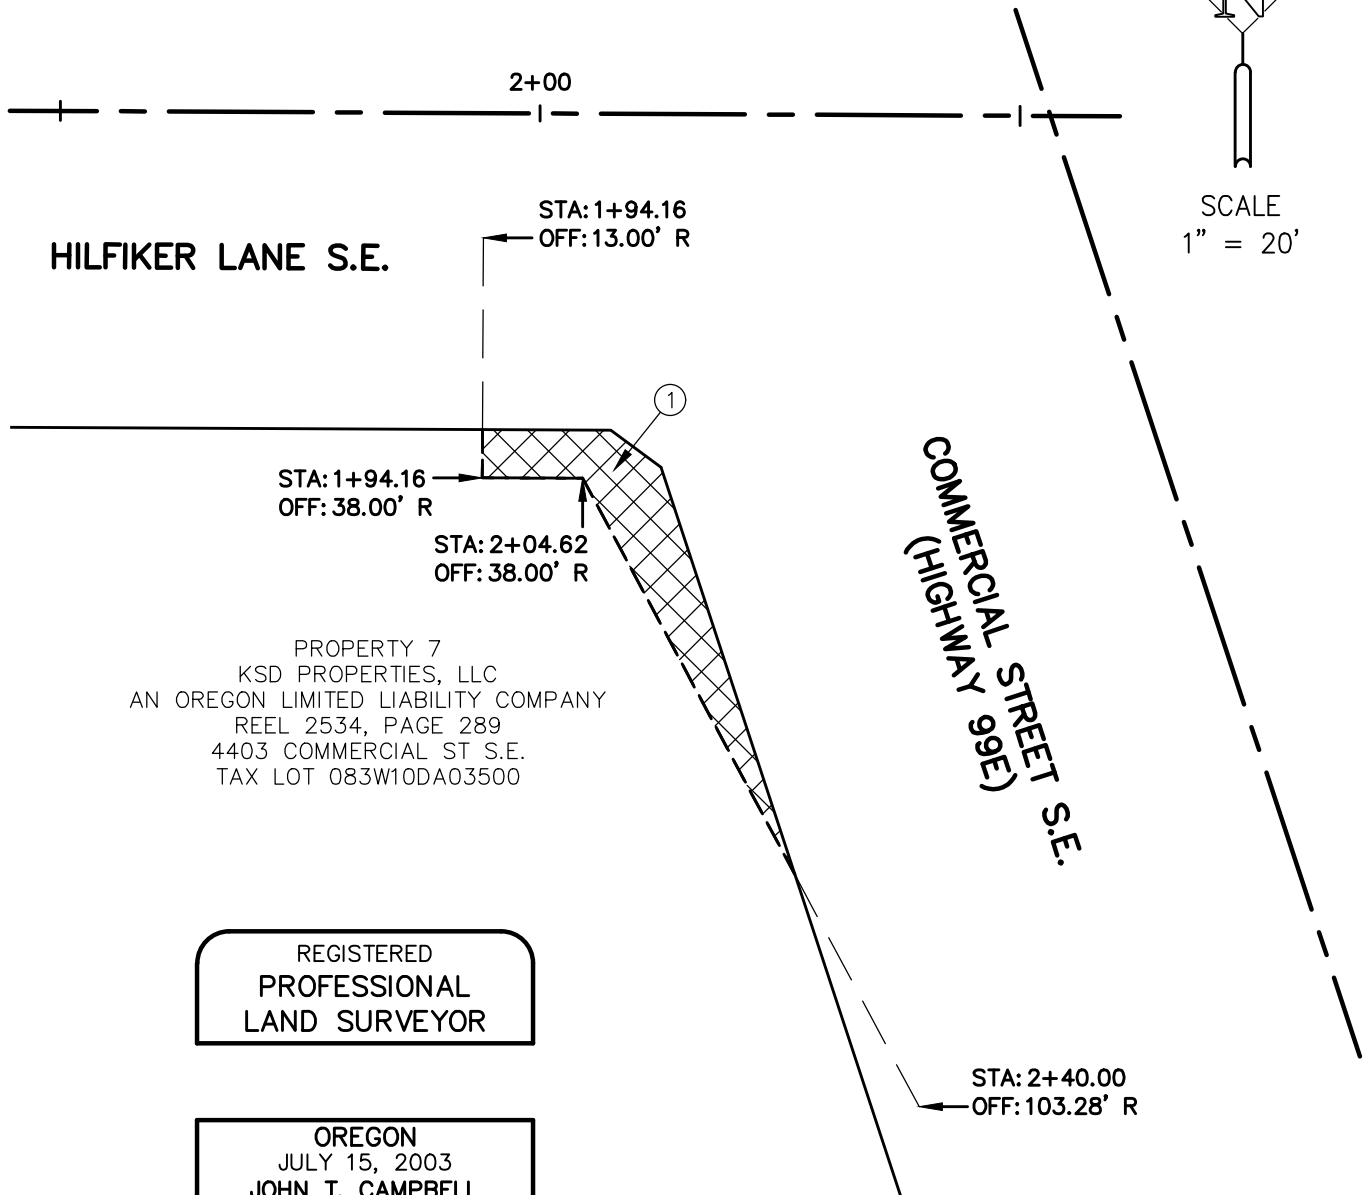 2+00
STA: 1+94.16
OFF: 13.00' R
HILFIKER LANE S.E.
SCALE
1" = 20'
1
STA: 1+94.16
OFF: 38.00' R
STA: 2+04.62
OFF: 38.00' R
COMMERCIAL STREET S.E.
(HIGHWAY 99E)
PROPERTY 7
KSD PROPERTIES, LLC
AN OREGON LIMITED LIABILITY COMPANY
REEL 2534, PAGE 289
4403 COMMERCIAL ST S.E.
TAX LOT 083W10DA03500
REGISTERED
PROFESSIONAL
LAND SURVEYOR
STA: 2+40.00
OFF: 103.28' R
OREGON
JULY 15, 2003
JOHN T. CAMPBELL